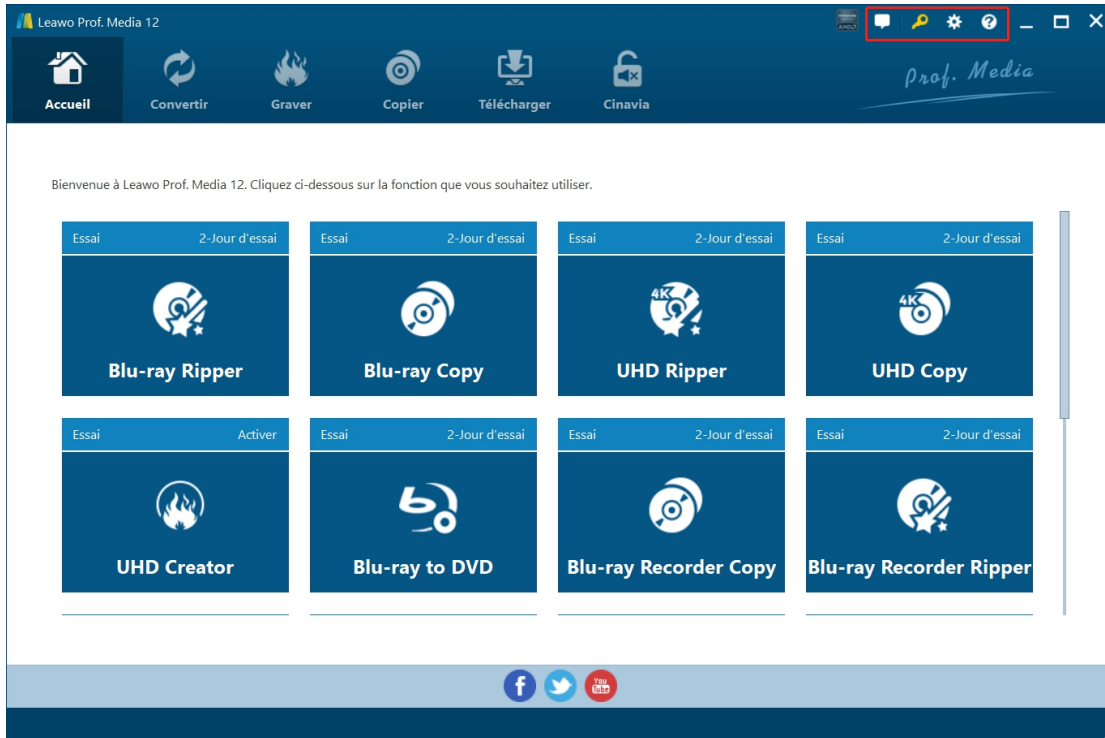 Leawo Prof. Media 12
Accueil
Convertir
Graver
Copier
Télécharger
Cinavia
Prof. Media
Bienvenue à Leawo Prof. Media 12. Cliquez ci-dessous sur la fonction que vous souhaitez utiliser.
Essai 2-Jour d'essai
Essai 2-Jour d'essai
Essai 2-Jour d'essai
Essai 2-Jour d'essai
4K
4K
Blu-ray Ripper
Blu-ray Copy
UHD Ripper
UHD Copy
Essai Activer
Essai 2-Jour d'essai
Essai 2-Jour d'essai
Essai 2-Jour d'essai
UHD Creator
Blu-ray to DVD
Blu-ray Recorder Copy
Blu-ray Recorder Ripper
You
Tube